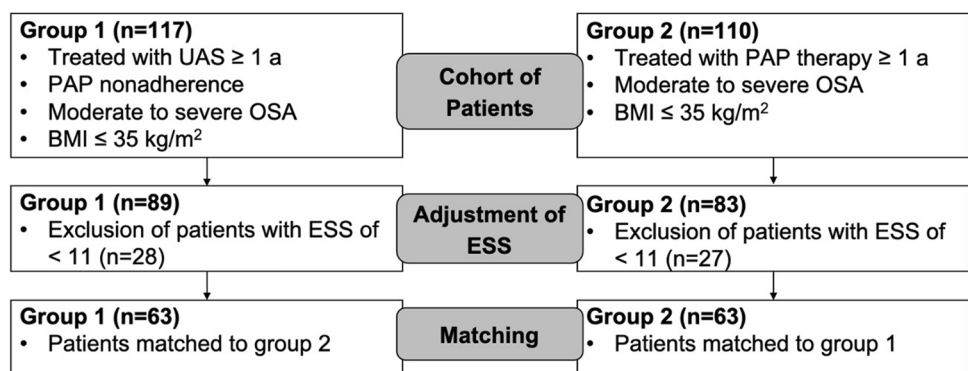 Group 1 (n=117)
• Treated with UAS ≥ 1 a
• PAP nonadherence
• Moderate to severe OSA
• BMI ≤ 35 kg/m²
Cohort of
Patients
Group 2 (n=110)
• Treated with PAP therapy ≥ 1 a
• Moderate to severe OSA
• BMI ≤ 35 kg/m²
Group 1 (n=89)
• Exclusion of patients with ESS of
< 11 (n=28)
Adjustment of
ESS
Group 2 (n=83)
• Exclusion of patients with ESS of
< 11 (n=27)
Group 1 (n=63)
• Patients matched to group 2
Matching
Group 2 (n=63)
• Patients matched to group 1